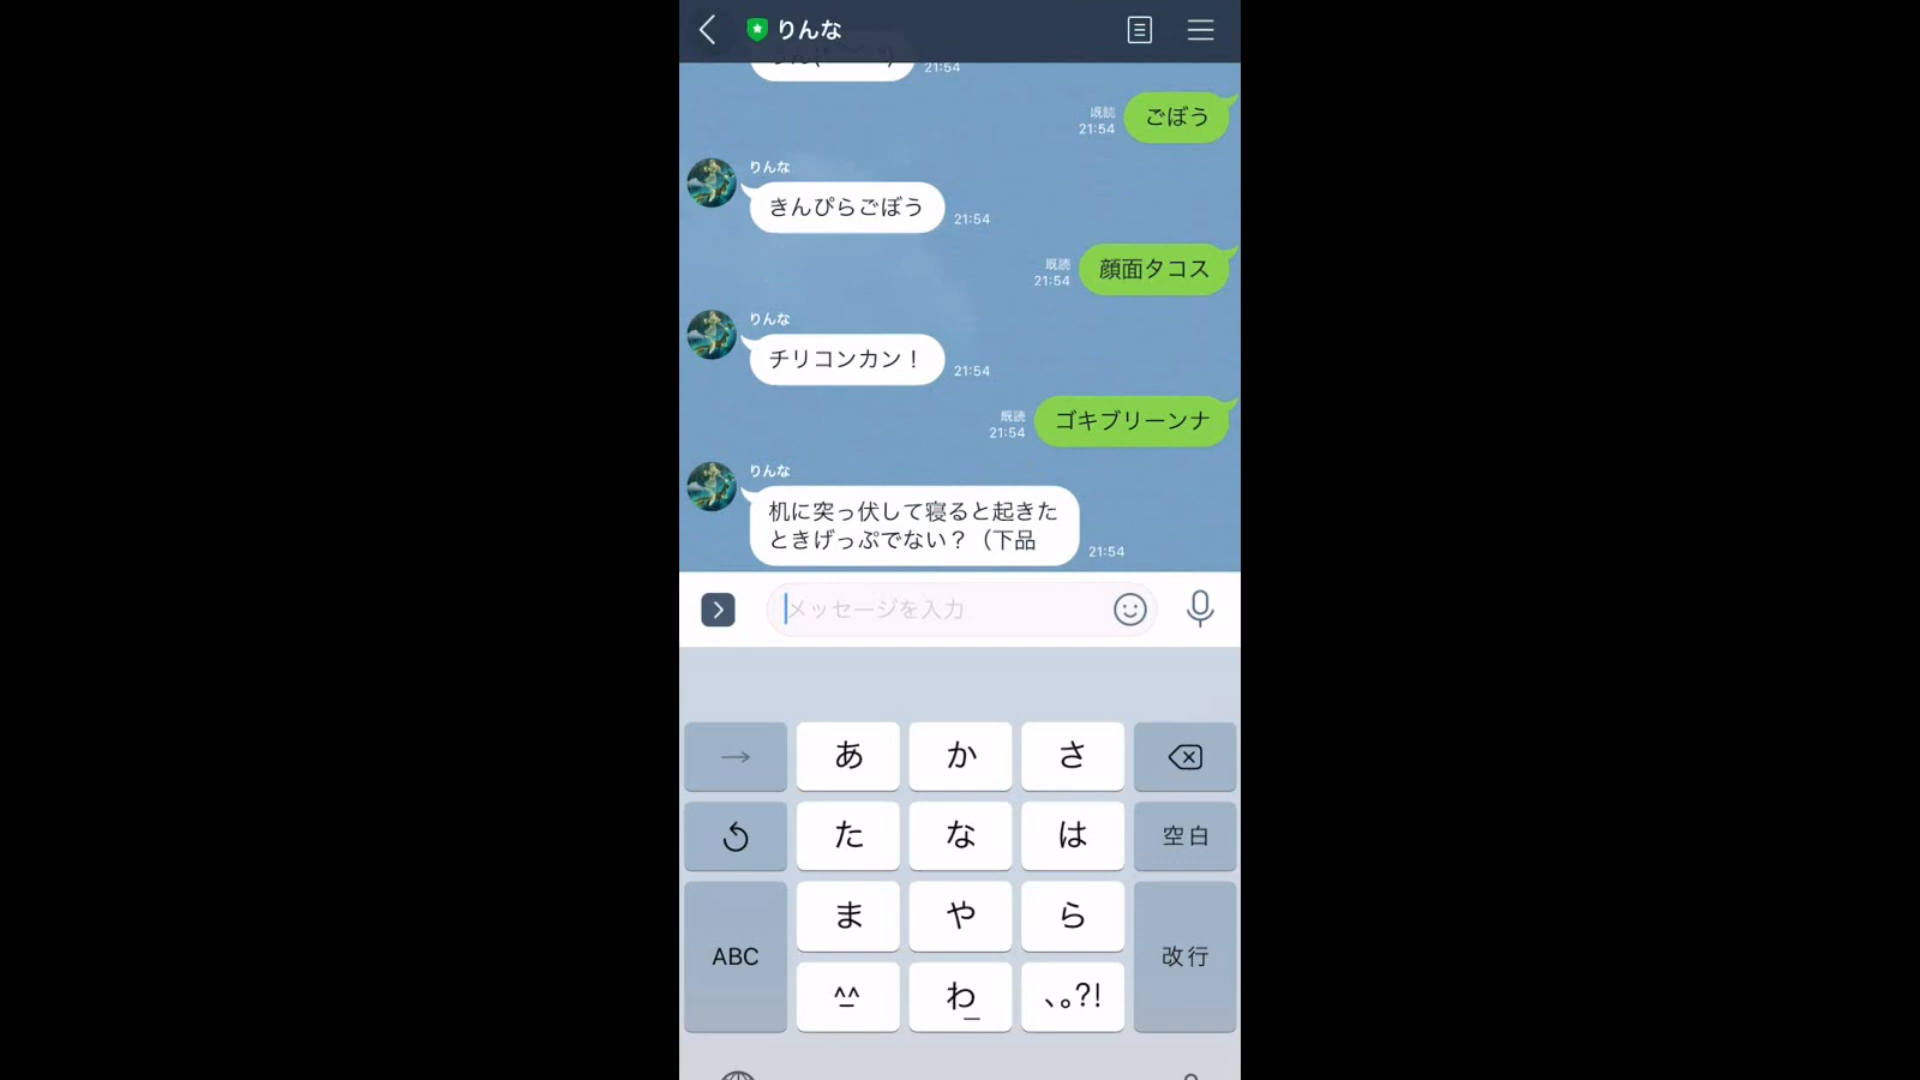 りんな
21:54
既読
21:54
ごぼう
りんな
きんぴらごぼう
21:54
既読
21:54
顔面タコス
りんな
チリコンカン！
21:54
既読
21:54
ゴキブリーンナ
りんな
机に突っ伏して寝ると起きた
ときげっぷでない？（下品
21:54
メッセージを入力
→ あ か さ
た な は 空白
ABC ま や ら 改行
^^ わ 、。?!